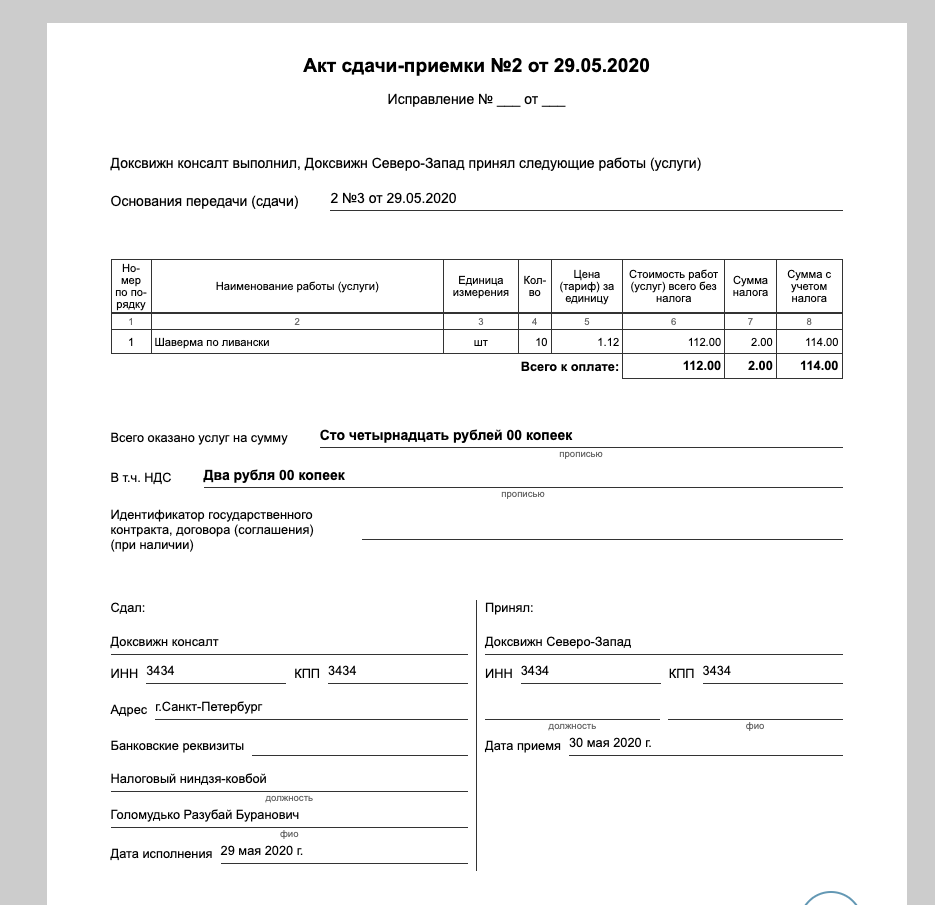 Акт сдачи-приемки №2 от 29.05.2020
Исправление № ___ от ___
Доксвижн консалт выполнил, Доксвижн Северо-Запад принял следующие работы (услуги)
Основания передачи (сдачи) 2 №3 от 29.05.2020
Но-
мер
по по-
рядку
Наименование работы (услуги)
Единица
измерения
Кол-
во
Цена
(тариф) за
единицу
Стоимость работ
(услуг) всего без
налога
Сумма
налога
Сумма с
учетом
налога
1 2 3 4 5 6 7 8
1 Шаверма по ливански шт 10 1.12 112.00 2.00 114.00
Всего к оплате: 112.00 2.00 114.00
Всего оказано услуг на сумму Сто четырнадцать рублей 00 копеек
прописью
В т.ч. НДС Два рубля 00 копеек
прописью
Идентификатор государственного
контракта, договора (соглашения)
(при наличии)
Сдал:
Доксвижн консалт
ИНН 3434 КПП 3434
Адрес г.Санкт-Петербург
Банковские реквизиты
Налоговый ниндзя-ковбой
должность
Голомудько Разубай Буранович
фио
Дата исполнения 29 мая 2020 г.
Принял:
Доксвижн Северо-Запад
ИНН 3434 КПП 3434
должность фио
Дата приемя 30 мая 2020 г.